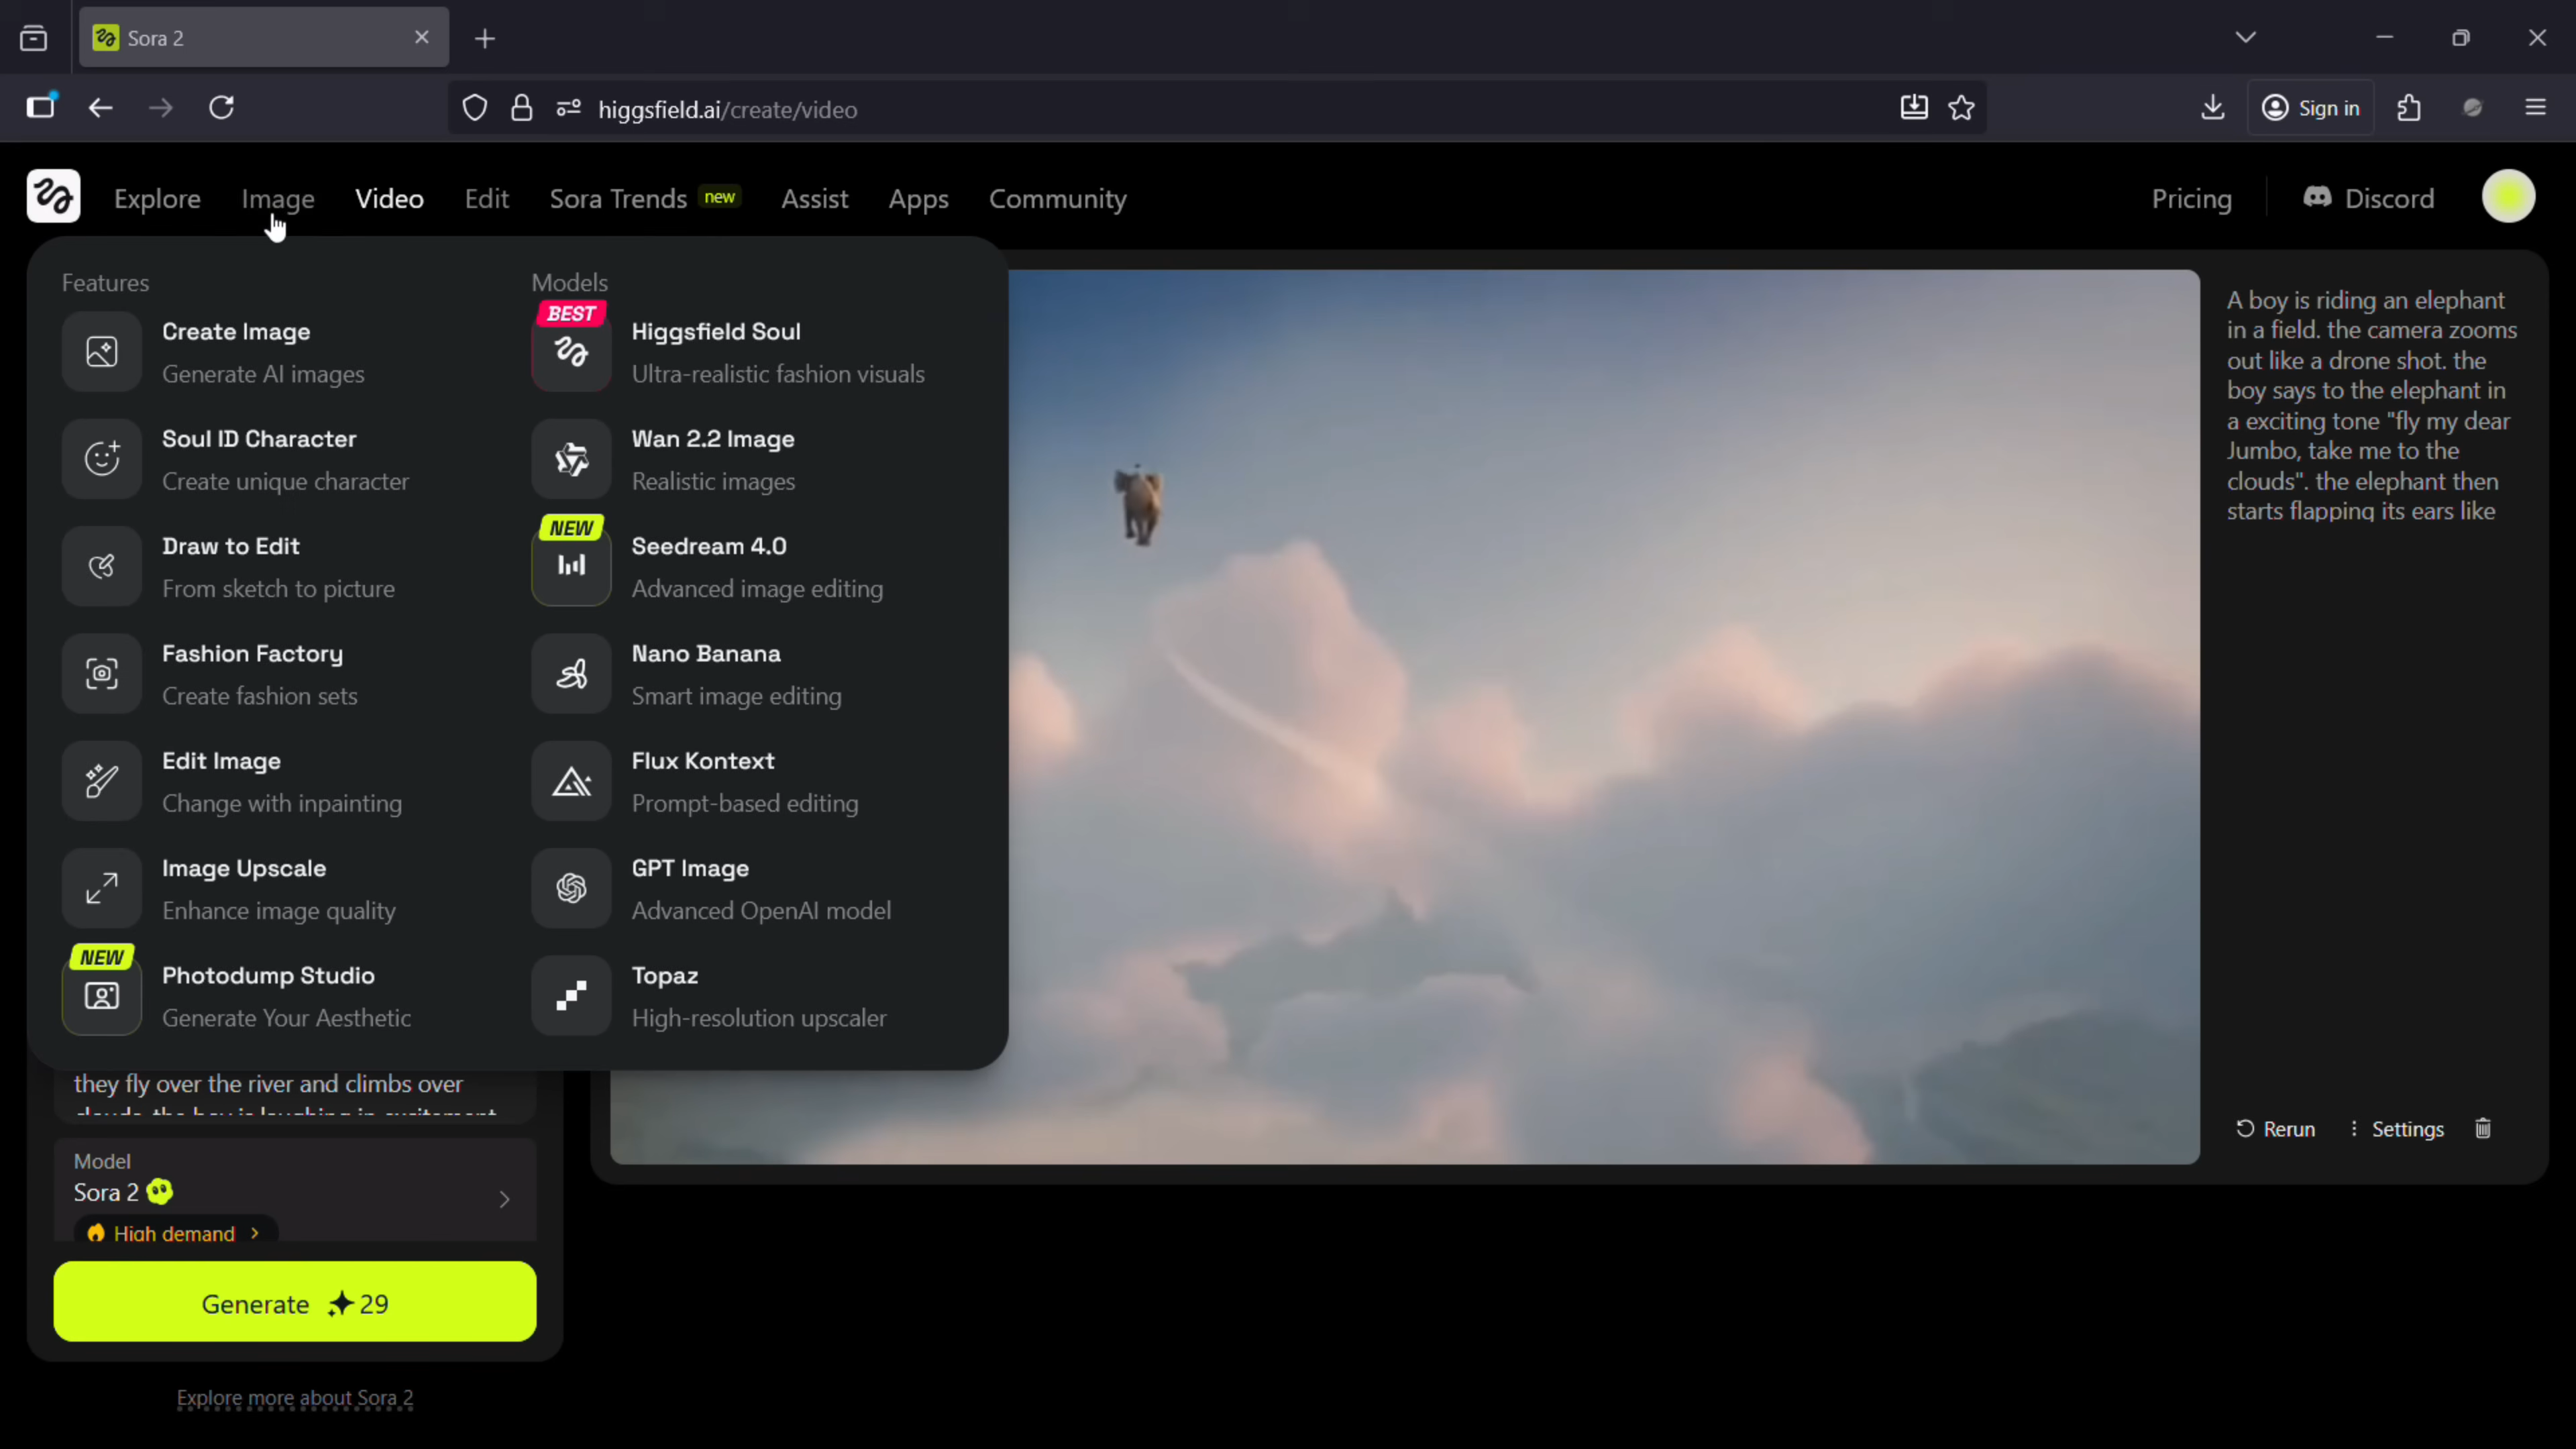 Sora 2
higgsfield.ai/create/video
Sign in
Explore
Image
Video
Edit
Sora Trends new
Assist
Apps
Community
Pricing
Discord
Features
Create Image
Generate AI images
Soul ID Character
Create unique character
Draw to Edit
From sketch to picture
Fashion Factory
Create fashion sets
Edit Image
Change with inpainting
Image Upscale
Enhance image quality
NEW
Photodump Studio
Generate Your Aesthetic
Models
BEST
Higgsfield Soul
Ultra-realistic fashion visuals
Wan 2.2 Image
Realistic images
NEW
Seedream 4.0
Advanced image editing
Nano Banana
Smart image editing
Flux Kontext
Prompt-based editing
GPT Image
Advanced OpenAI model
Topaz
High-resolution upscaler
A boy is riding an elephant
in a field. the camera zooms
out like a drone shot. the
boy says to the elephant in
a exciting tone "fly my dear
Jumbo, take me to the
clouds". the elephant then
starts flapping its ears like
Rerun
Settings
they fly over the river and climbs over
clouds. the boy is laughing in excitement
Model
Sora 2
High demand
Generate 29
Explore more about Sora 2